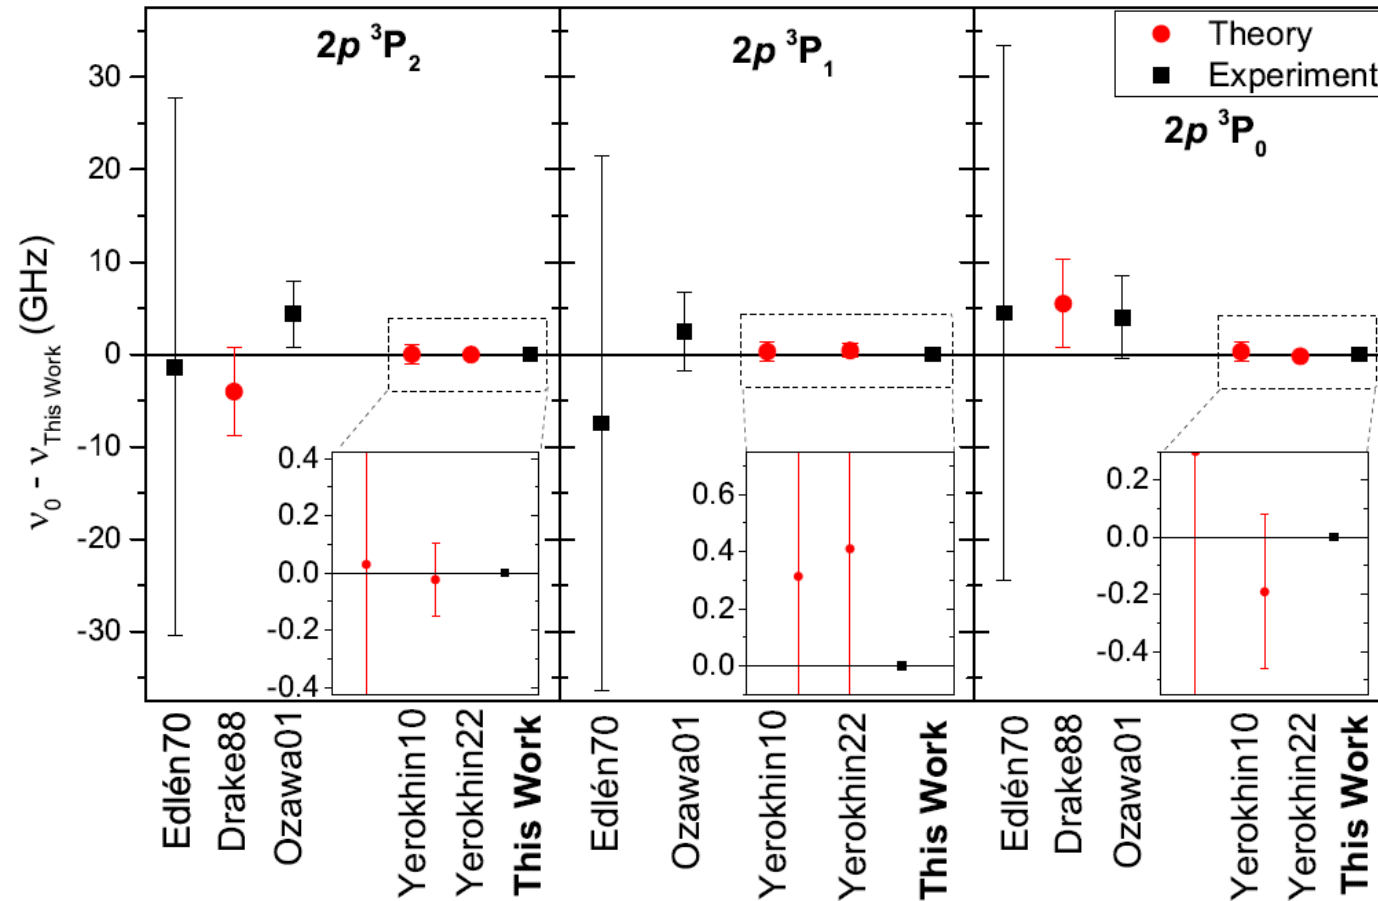 2p ³P₂
2p ³P₁
2p ³P₀
Theory
Experiment
ν₀ - ν This Work (GHz)
30
20
10
0
-10
-20
-30
0.4
0.2
0.0
-0.2
-0.4
0.6
0.4
0.2
0.0
0.2
0.0
-0.2
-0.4
Edlén70
Drake88
Ozawa01
Yerokhin10
Yerokhin22
This Work
Edlén70
Ozawa01
Yerokhin10
Yerokhin22
This Work
Edlén70
Drake88
Ozawa01
Yerokhin10
Yerokhin22
This Work